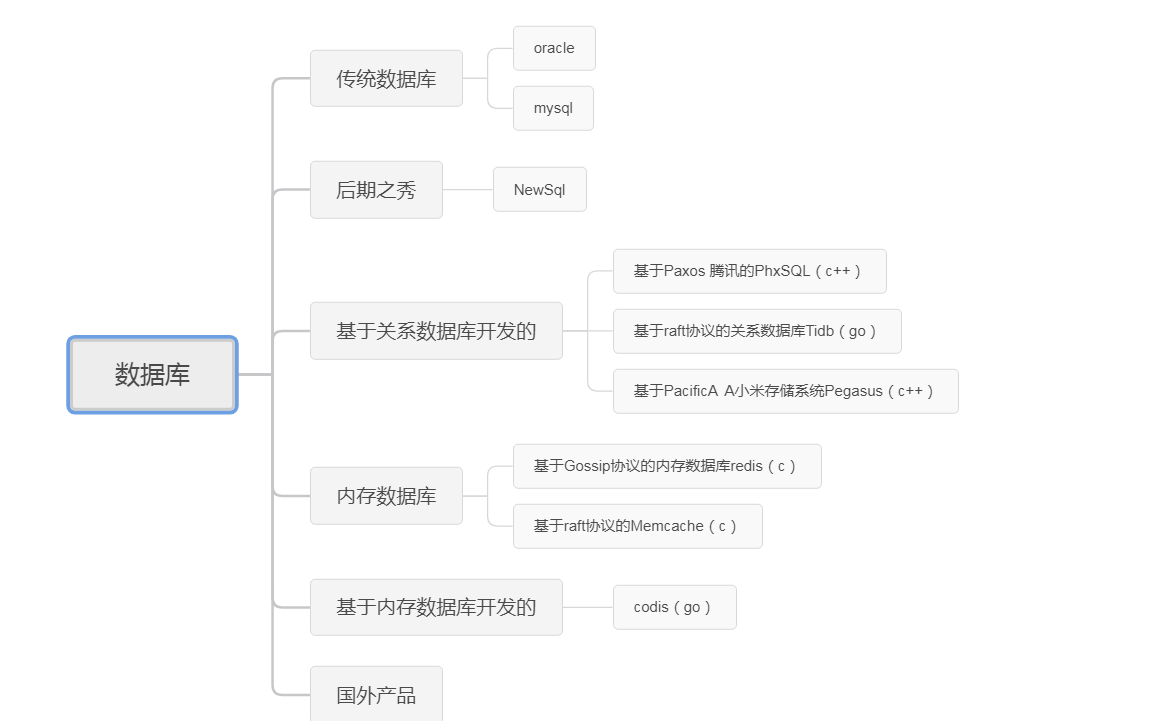 数据库
传统数据库
oracle
mysql
后期之秀
NewSql
基于关系数据库开发的
基于Paxos 腾讯的PhxSQL（c++）
基于raft协议的关系数据库Tidb（go）
基于PacificA A小米存储系统Pegasus（c++）
内存数据库
基于Gossip协议的内存数据库redis（c）
基于raft协议的Memcache（c）
基于内存数据库开发的
codis（go）
国外产品